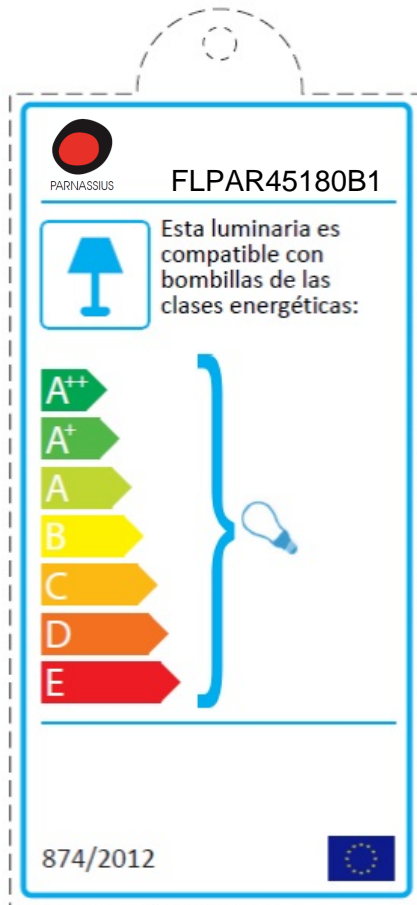 PARNASSIUS
FLPAR45180B1
Esta luminaria es
compatible con
bombillas de las
clases energéticas:
A++
A+
A
B
C
D
E
874/2012